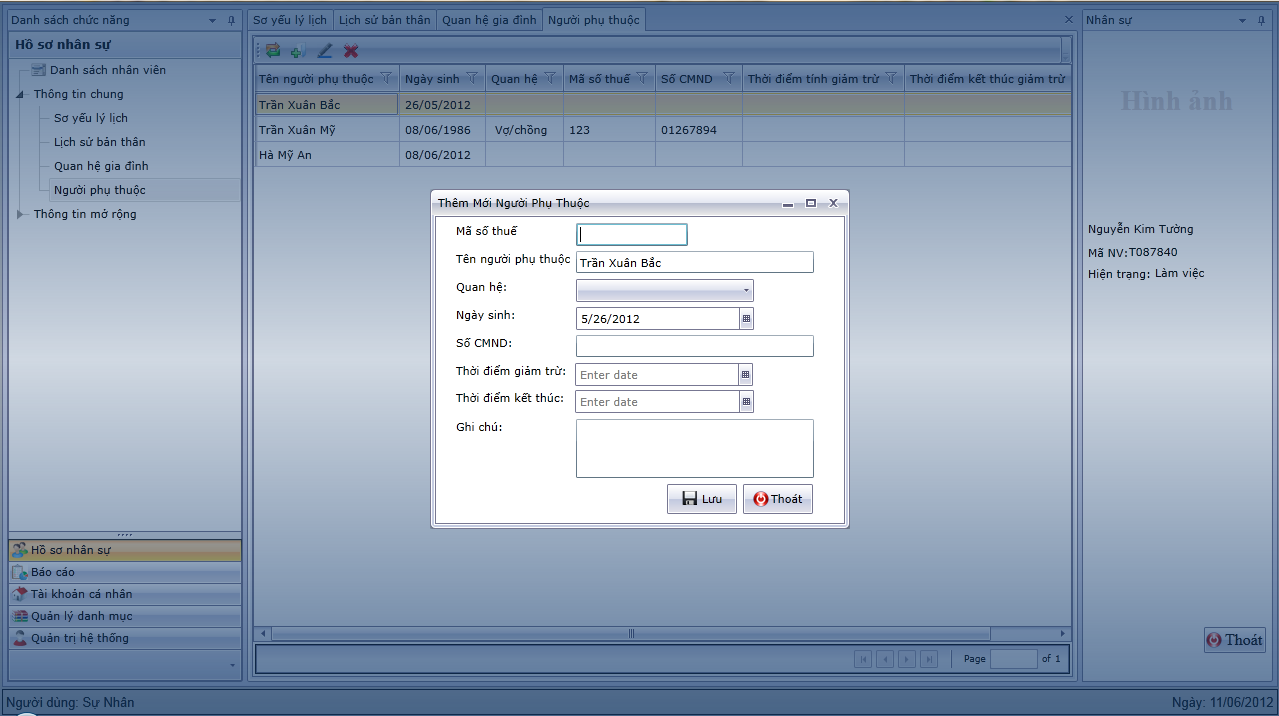 Danh sách chức năng
Hồ sơ nhân sự
Danh sách nhân viên
Thông tin chung
Sơ yếu lý lịch
Lịch sử bản thân
Quan hệ gia đình
Người phụ thuộc
Thông tin mở rộng
Hồ sơ nhân sự
Báo cáo
Tài khoản cá nhân
Quản lý danh mục
Quản trị hệ thống
Sơ yếu lý lịch Lịch sử bản thân Quan hệ gia đình Người phụ thuộc
Tên người phụ thuộc Ngày sinh Quan hệ Mã số thuế Số CMND Thời điểm tính giảm trừ Thời điểm kết thúc giảm trừ
Trần Xuân Bắc 26/05/2012
Trần Xuân Mỹ 08/06/1986 Vợ/chồng 123 01267894
Hà Mỹ An 08/06/2012
Thêm Mới Người Phụ Thuộc
Mã số thuế
Tên người phụ thuộc Trần Xuân Bắc
Quan hệ:
Ngày sinh: 5/26/2012
Số CMND:
Thời điểm giảm trừ: Enter date
Thời điểm kết thúc: Enter date
Ghi chú:
Lưu Thoát
Page of 1
Nhân sự
Hình ảnh
Nguyễn Kim Tường
Mã NV:T087840
Hiện trạng: Làm việc
Thoát
Người dùng: Sự Nhân Ngày: 11/06/2012